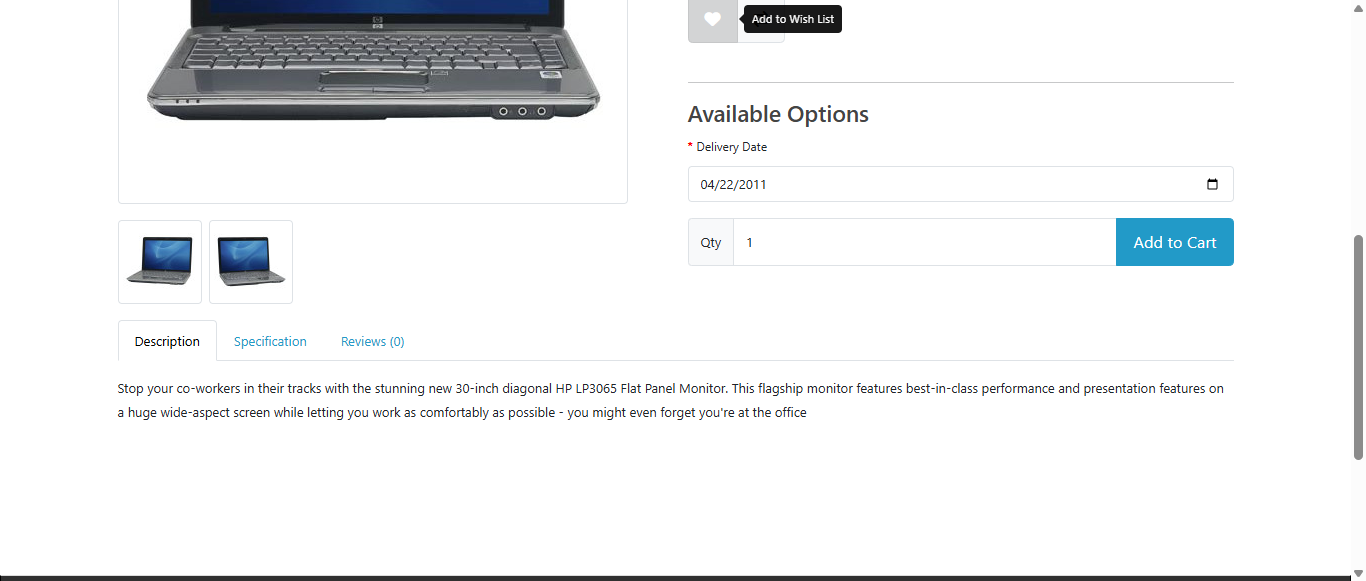 Add to Wish List
Available Options
* Delivery Date
04/22/2011
Qty
1
Add to Cart
Description
Specification
Reviews (0)
Stop your co-workers in their tracks with the stunning new 30-inch diagonal HP LP3065 Flat Panel Monitor. This flagship monitor features best-in-class performance and presentation features on
a huge wide-aspect screen while letting you work as comfortably as possible - you might even forget you're at the office